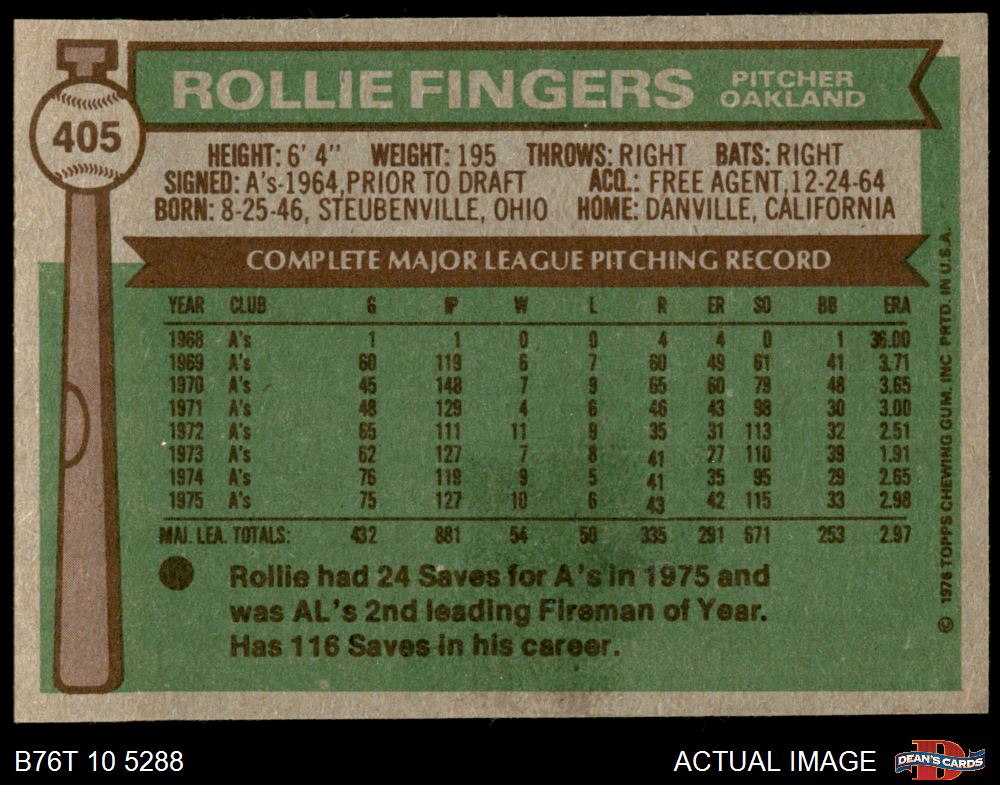 ROLLIE FINGERS PITCHER OAKLAND
405
HEIGHT: 6' 4" WEIGHT: 195 THROWS: RIGHT BATS: RIGHT
SIGNED: A's-1964, PRIOR TO DRAFT ACQ.: FREE AGENT, 12-24-64
BORN: 8-25-46, STEUBENVILLE, OHIO HOME: DANVILLE, CALIFORNIA
COMPLETE MAJOR LEAGUE PITCHING RECORD
YEAR CLUB G IP W L R ER SO BB ERA
1968 A's 1 1 0 0 4 4 0 1 36.00
1969 A's 60 119 6 7 60 49 61 41 3.71
1970 A's 45 148 7 9 65 60 79 48 3.65
1971 A's 48 129 4 6 46 43 98 30 3.00
1972 A's 65 111 11 9 35 31 113 32 2.51
1973 A's 62 127 7 8 41 27 110 39 1.91
1974 A's 76 119 9 5 41 35 95 29 2.65
1975 A's 75 127 10 6 43 42 115 33 2.98
MAJ. LEA. TOTALS: 432 881 54 50 335 291 671 253 2.97
Rollie had 24 Saves for A's in 1975 and
was AL's 2nd leading Fireman of Year.
Has 116 Saves in his career.
© 1976 TOPPS CHEWING GUM, INC PRTD. IN U.S.A.
B76T 10 5288 ACTUAL IMAGE
D
DEAN'S CARDS